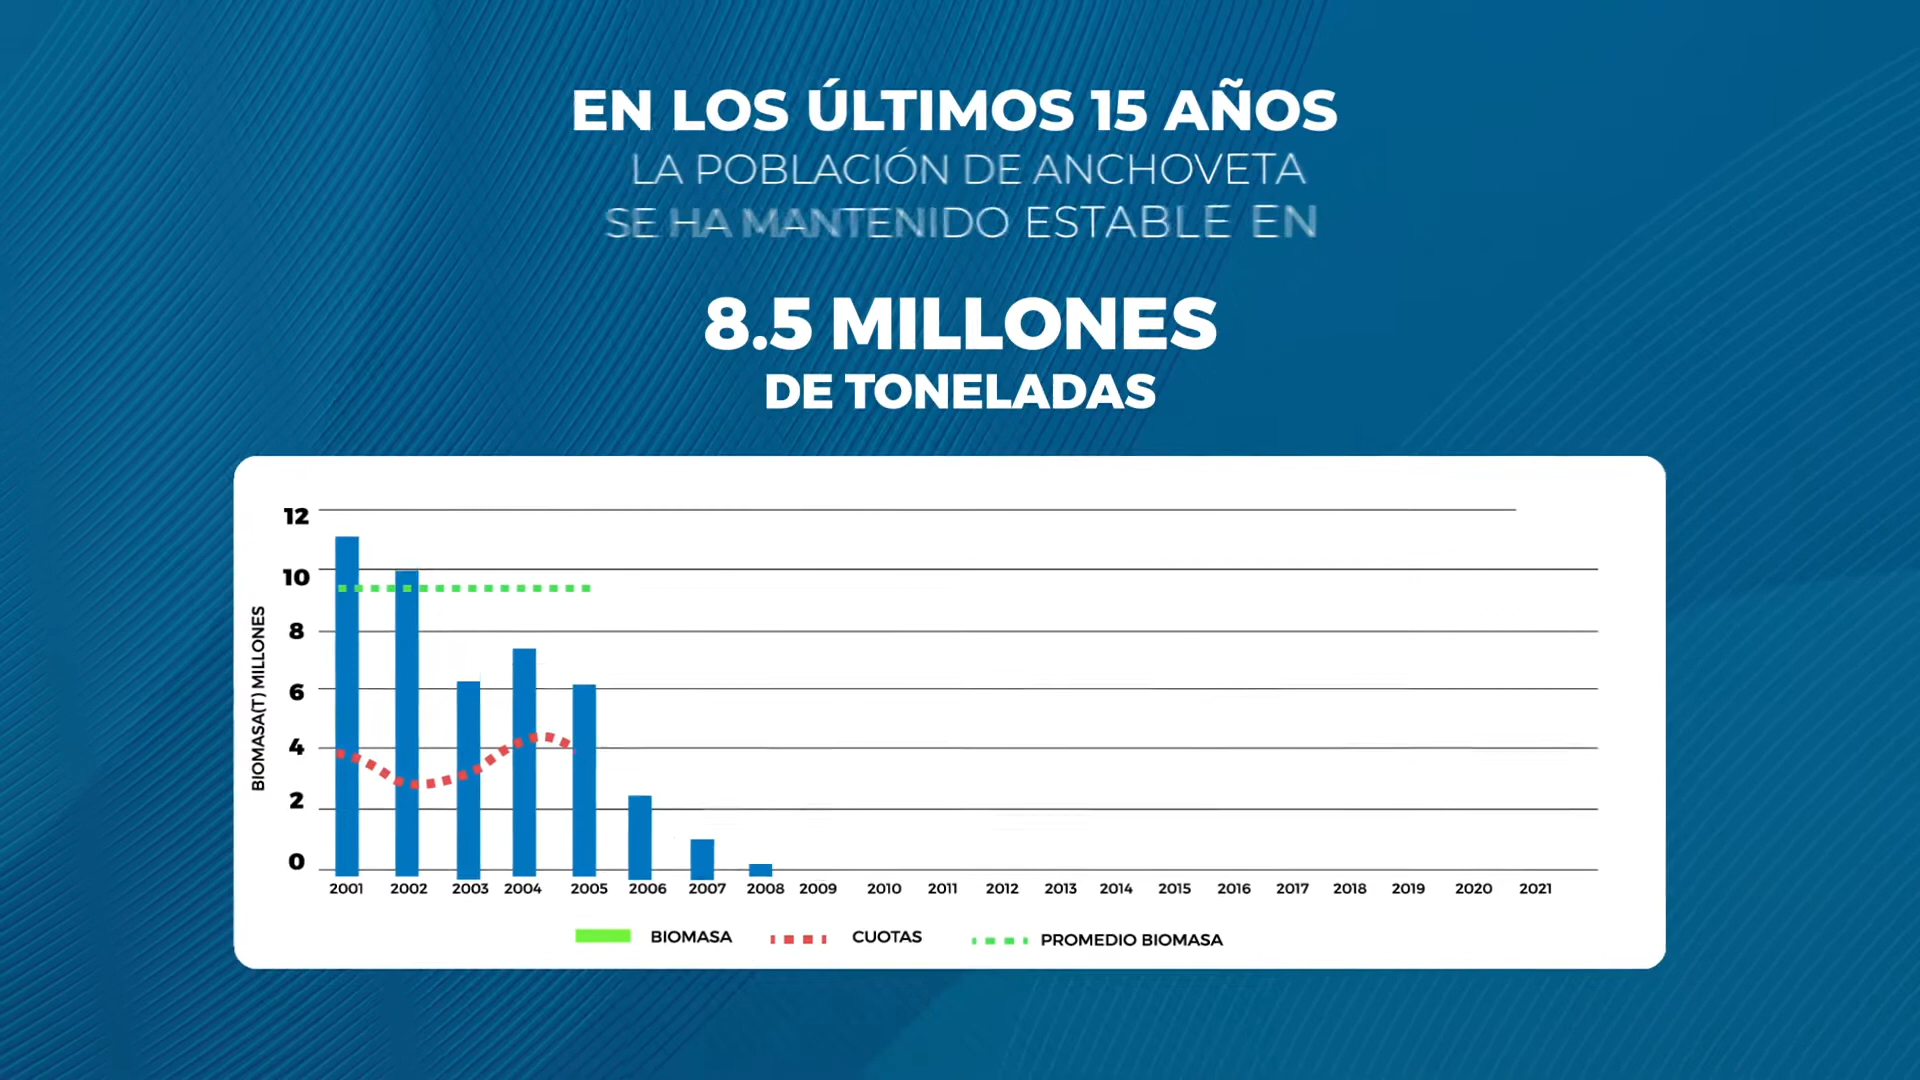 EN LOS ÚLTIMOS 15 AÑOS
LA POBLACIÓN DE ANCHOVETA
SE HA MANTENIDO ESTABLE EN
8.5 MILLONES
DE TONELADAS
BIOMASA(T) MILLONES
12
10
8
6
4
2
0
2001 2002 2003 2004 2005 2006 2007 2008 2009 2010 2011 2012 2013 2014 2015 2016 2017 2018 2019 2020 2021
BIOMASA CUOTAS PROMEDIO BIOMASA